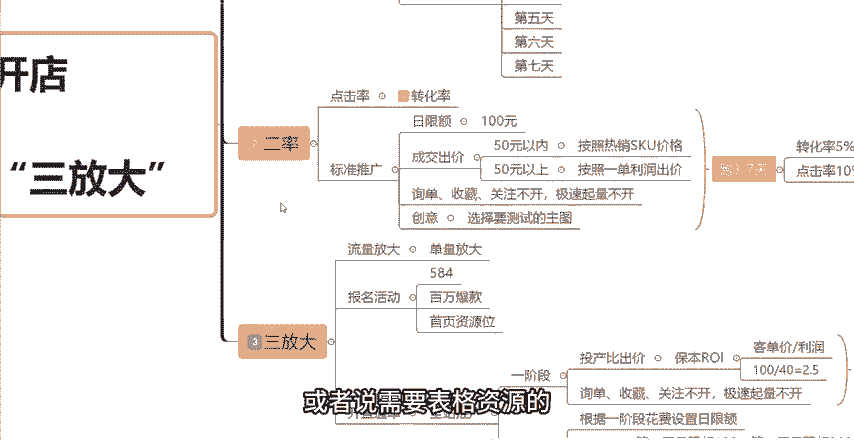 第五天
第六天
第七天
开店
“三放大”
二率
点击率
转化率
标准推广
日限额
100元
成交出价
50元以内
按照热销SKU价格
50元以上
按照一单利润出价
询单、收藏、关注不开，极速起量不开
创意
选择要测试的主图
转化率5%
点击率10%
3
三放大
流量放大
单量放大
报名活动
584
百万爆款
首页资源位
一阶段
投产比出价
保本ROI
客单价/利润
100/40=2.5
询单、收藏、关注不开，极速起量不开
根据一阶段花费设置日限额
或者说需要表格资源的